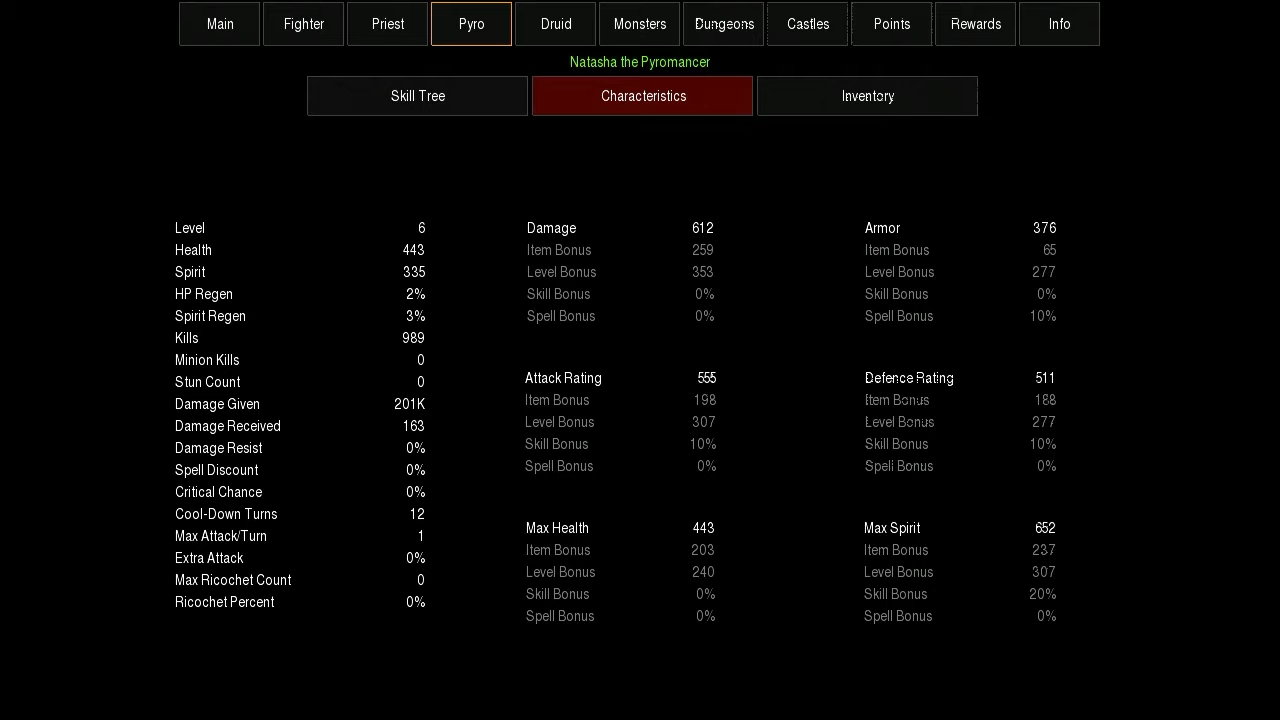 Main Fighter Priest Pyro Druid Monsters Dungeons Castles Points Rewards Info
Natasha the Pyromancer
Skill Tree Characteristics Inventory
Level 6
Health 443
Spirit 335
HP Regen 2%
Spirit Regen 3%
Kills 989
Minion Kills 0
Stun Count 0
Damage Given 201K
Damage Received 163
Damage Resist 0%
Spell Discount 0%
Critical Chance 0%
Cool-Down Turns 12
Max Attack/Turn 1
Extra Attack 0%
Max Ricochet Count 0
Ricochet Percent 0%
Damage 612
Item Bonus 259
Level Bonus 353
Skill Bonus 0%
Spell Bonus 0%
Attack Rating 555
Item Bonus 198
Level Bonus 307
Skill Bonus 10%
Spell Bonus 0%
Max Health 443
Item Bonus 203
Level Bonus 240
Skill Bonus 0%
Spell Bonus 0%
Armor 376
Item Bonus 65
Level Bonus 277
Skill Bonus 0%
Spell Bonus 10%
Defence Rating 511
Item Bonus 188
Level Bonus 277
Skill Bonus 10%
Spell Bonus 0%
Max Spirit 652
Item Bonus 237
Level Bonus 307
Skill Bonus 20%
Spell Bonus 0%